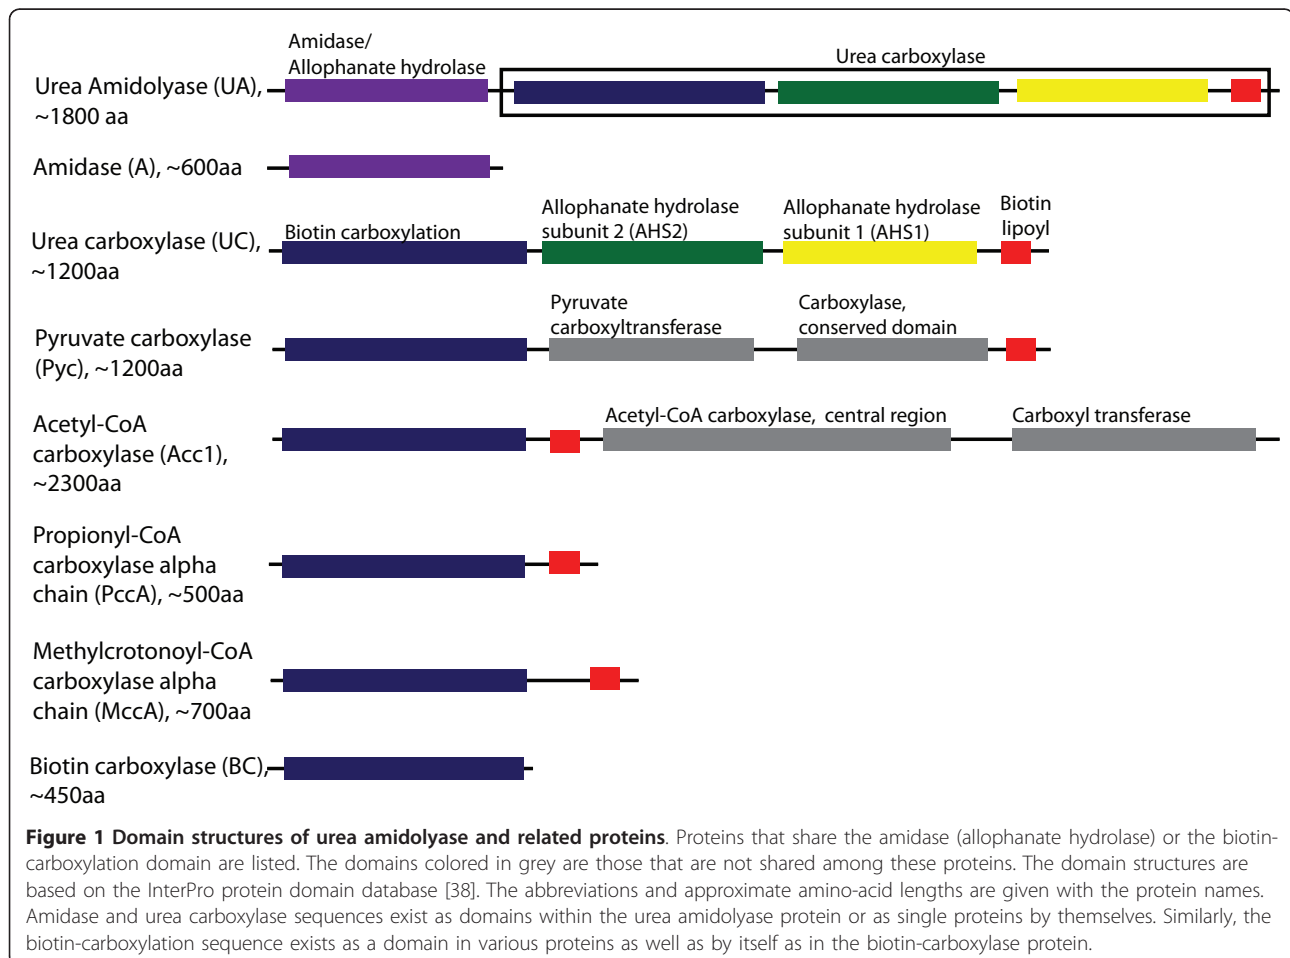 Amidase/
Allophanate hydrolase
Urea carboxylase
Urea Amidolyase (UA),
~1800 aa
Amidase (A), ~600aa
Urea carboxylase (UC),
~1200aa
Biotin carboxylation
Allophanate hydrolase
subunit 2 (AHS2)
Allophanate hydrolase
subunit 1 (AHS1)
Biotin
lipoyl
Pyruvate carboxylase
(Pyc), ~1200aa
Pyruvate
carboxyltransferase
Carboxylase,
conserved domain
Acetyl-CoA
carboxylase (Acc1),
~2300aa
Acetyl-CoA carboxylase, central region
Carboxyl transferase
Propionyl-CoA
carboxylase alpha
chain (PccA), ~500aa
Methylcrotonoyl-CoA
carboxylase alpha
chain (MccA), ~700aa
Biotin carboxylase (BC),
~450aa
Figure 1 Domain structures of urea amidolyase and related proteins. Proteins that share the amidase (allophanate hydrolase) or the biotin-
carboxylation domain are listed. The domains colored in grey are those that are not shared among these proteins. The domain structures are
based on the InterPro protein domain database [38]. The abbreviations and approximate amino-acid lengths are given with the protein names.
Amidase and urea carboxylase sequences exist as domains within the urea amidolyase protein or as single proteins by themselves. Similarly, the
biotin-carboxylation sequence exists as a domain in various proteins as well as by itself as in the biotin-carboxylase protein.